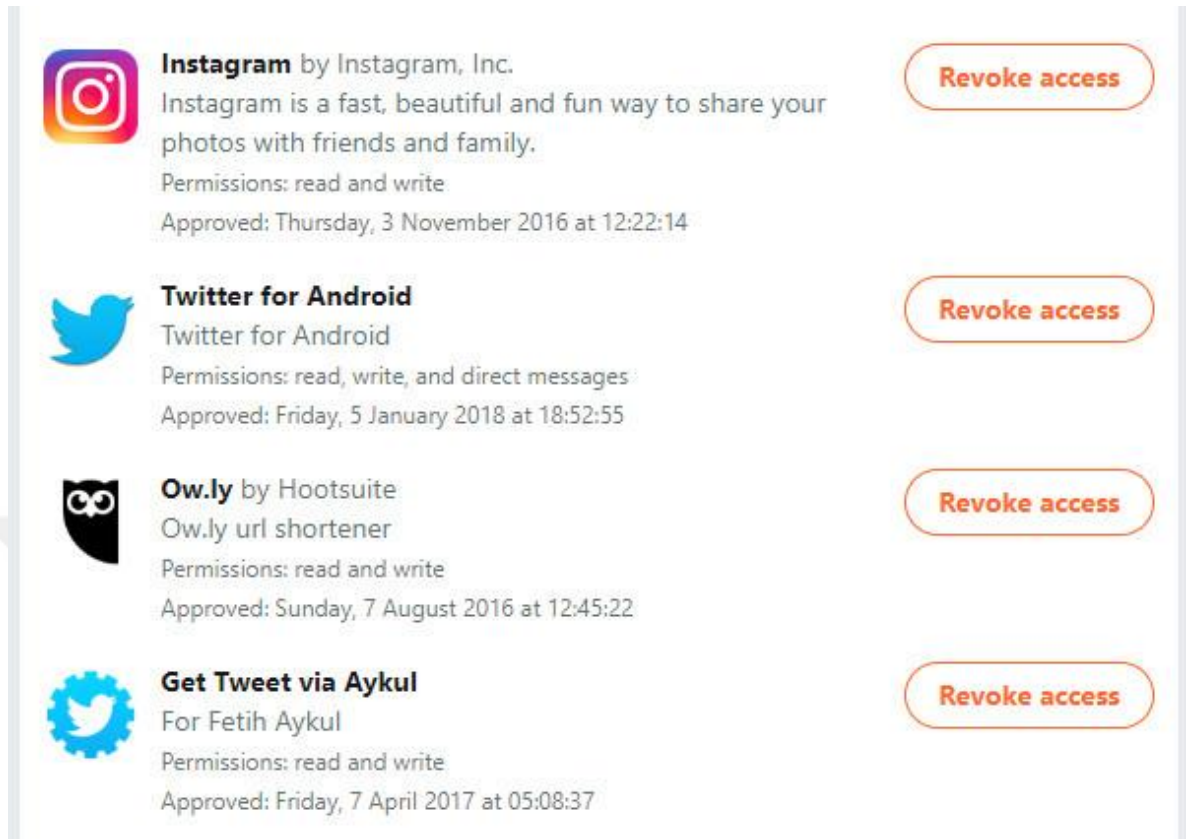 Instagram by Instagram, Inc.
Revoke access
Instagram is a fast, beautiful and fun way to share your
photos with friends and family.
Permissions: read and write
Approved: Thursday, 3 November 2016 at 12:22:14
Twitter for Android
Revoke access
Twitter for Android
Permissions: read, write, and direct messages
Approved: Friday, 5 January 2018 at 18:52:55
Ow.ly by Hootsuite
Revoke access
Ow.ly url shortener
Permissions: read and write
Approved: Sunday, 7 August 2016 at 12:45:22
Get Tweet via Aykul
Revoke access
For Fetih Aykul
Permissions: read and write
Approved: Friday, 7 April 2017 at 05:08:37